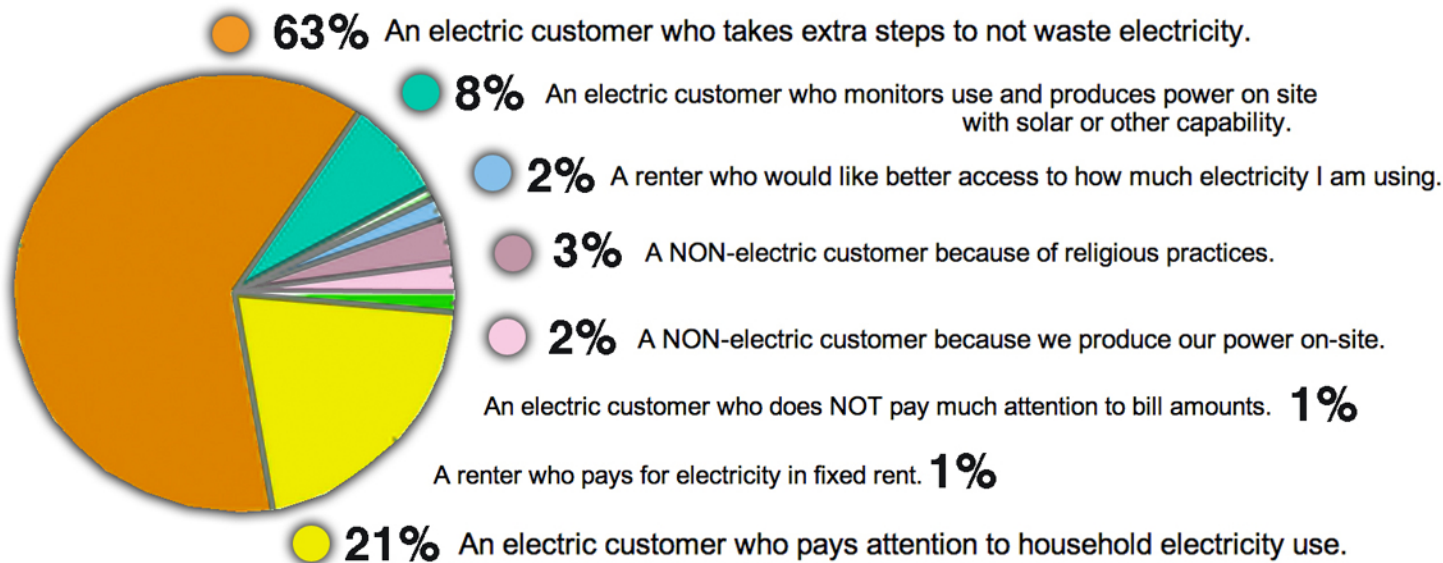 63% An electric customer who takes extra steps to not waste electricity.
8% An electric customer who monitors use and produces power on site
with solar or other capability.
2% A renter who would like better access to how much electricity I am using.
3% A NON-electric customer because of religious practices.
2% A NON-electric customer because we produce our power on-site.
An electric customer who does NOT pay much attention to bill amounts. 1%
A renter who pays for electricity in fixed rent. 1%
21% An electric customer who pays attention to household electricity use.